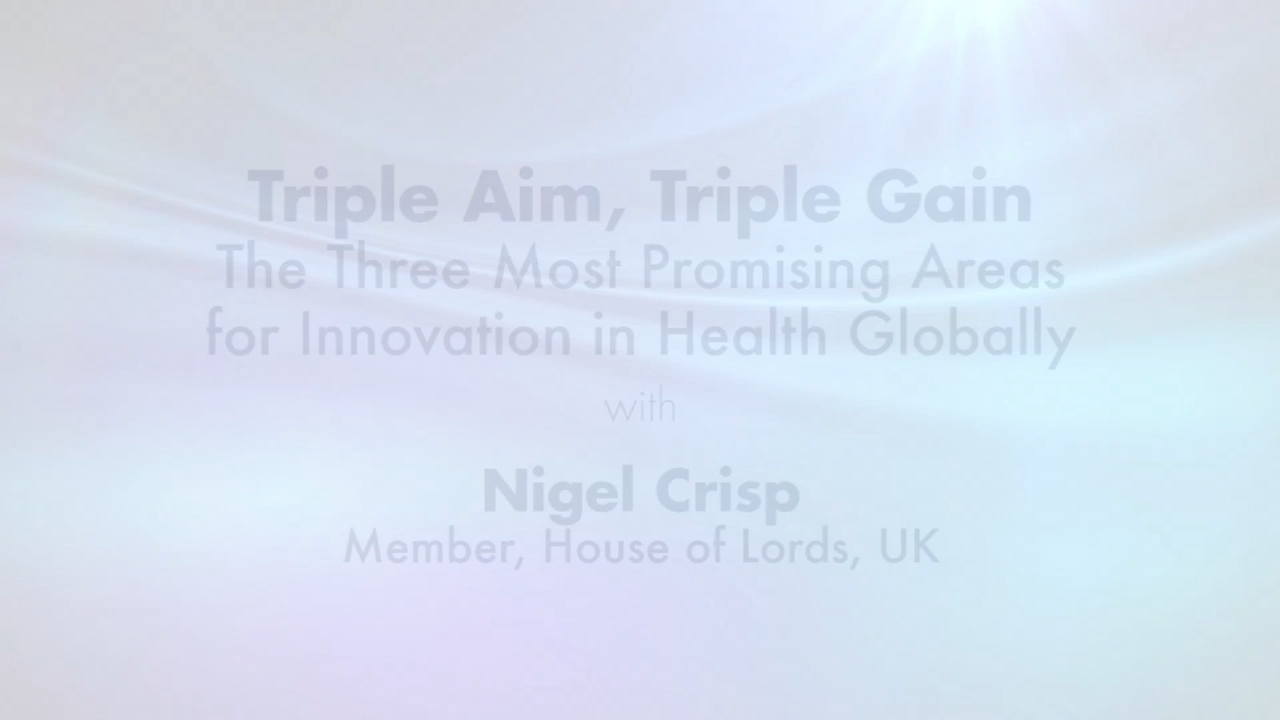 Triple Aim, Triple Gain
The Three Most Promising Areas
for Innovation in Health Globally
with
Nigel Crisp
Member, House of Lords, UK